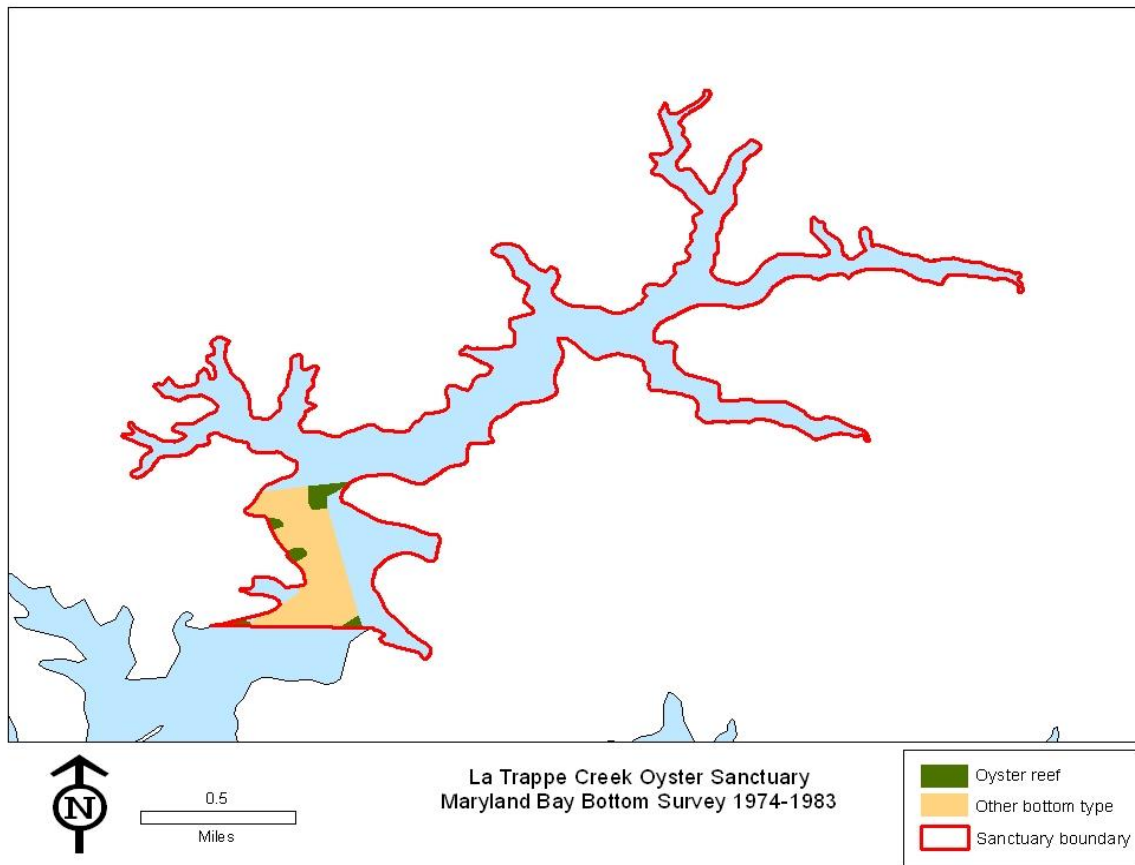 N
0.5
Miles
La Trappe Creek Oyster Sanctuary
Maryland Bay Bottom Survey 1974-1983
Oyster reef
Other bottom type
Sanctuary boundary